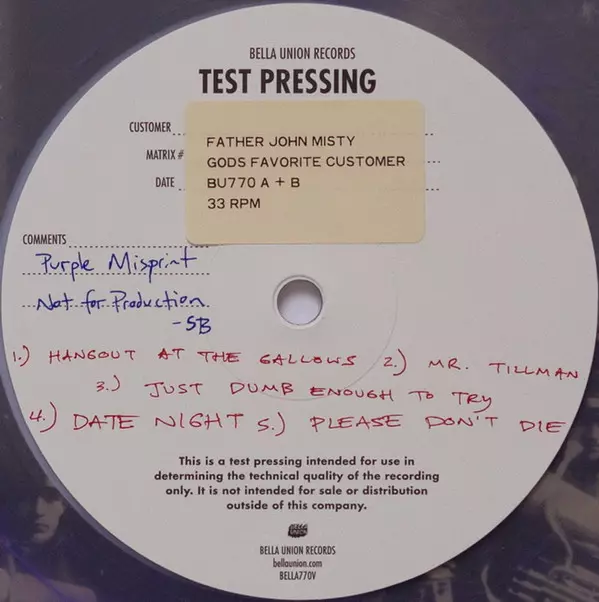 BELLA UNION RECORDS
TEST PRESSING
CUSTOMER
MATRIX #
DATE
FATHER JOHN MISTY
GODS FAVORITE CUSTOMER
BU770 A + B
33 RPM
COMMENTS
Purple Misprint
Not for Production
-SB
1.) HANGOUT AT THE GALLOWS 2.) MR. TILLMAN
3.) JUST DUMB ENOUGH TO TRY
4.) DATE NIGHT 5.) PLEASE DON'T DIE
This is a test pressing intended for use in
determining the technical quality of the recording
only. It is not intended for sale or distribution
outside of this company.
BELLA UNION
BELLA UNION RECORDS
bellaunion.com
BELLA770V